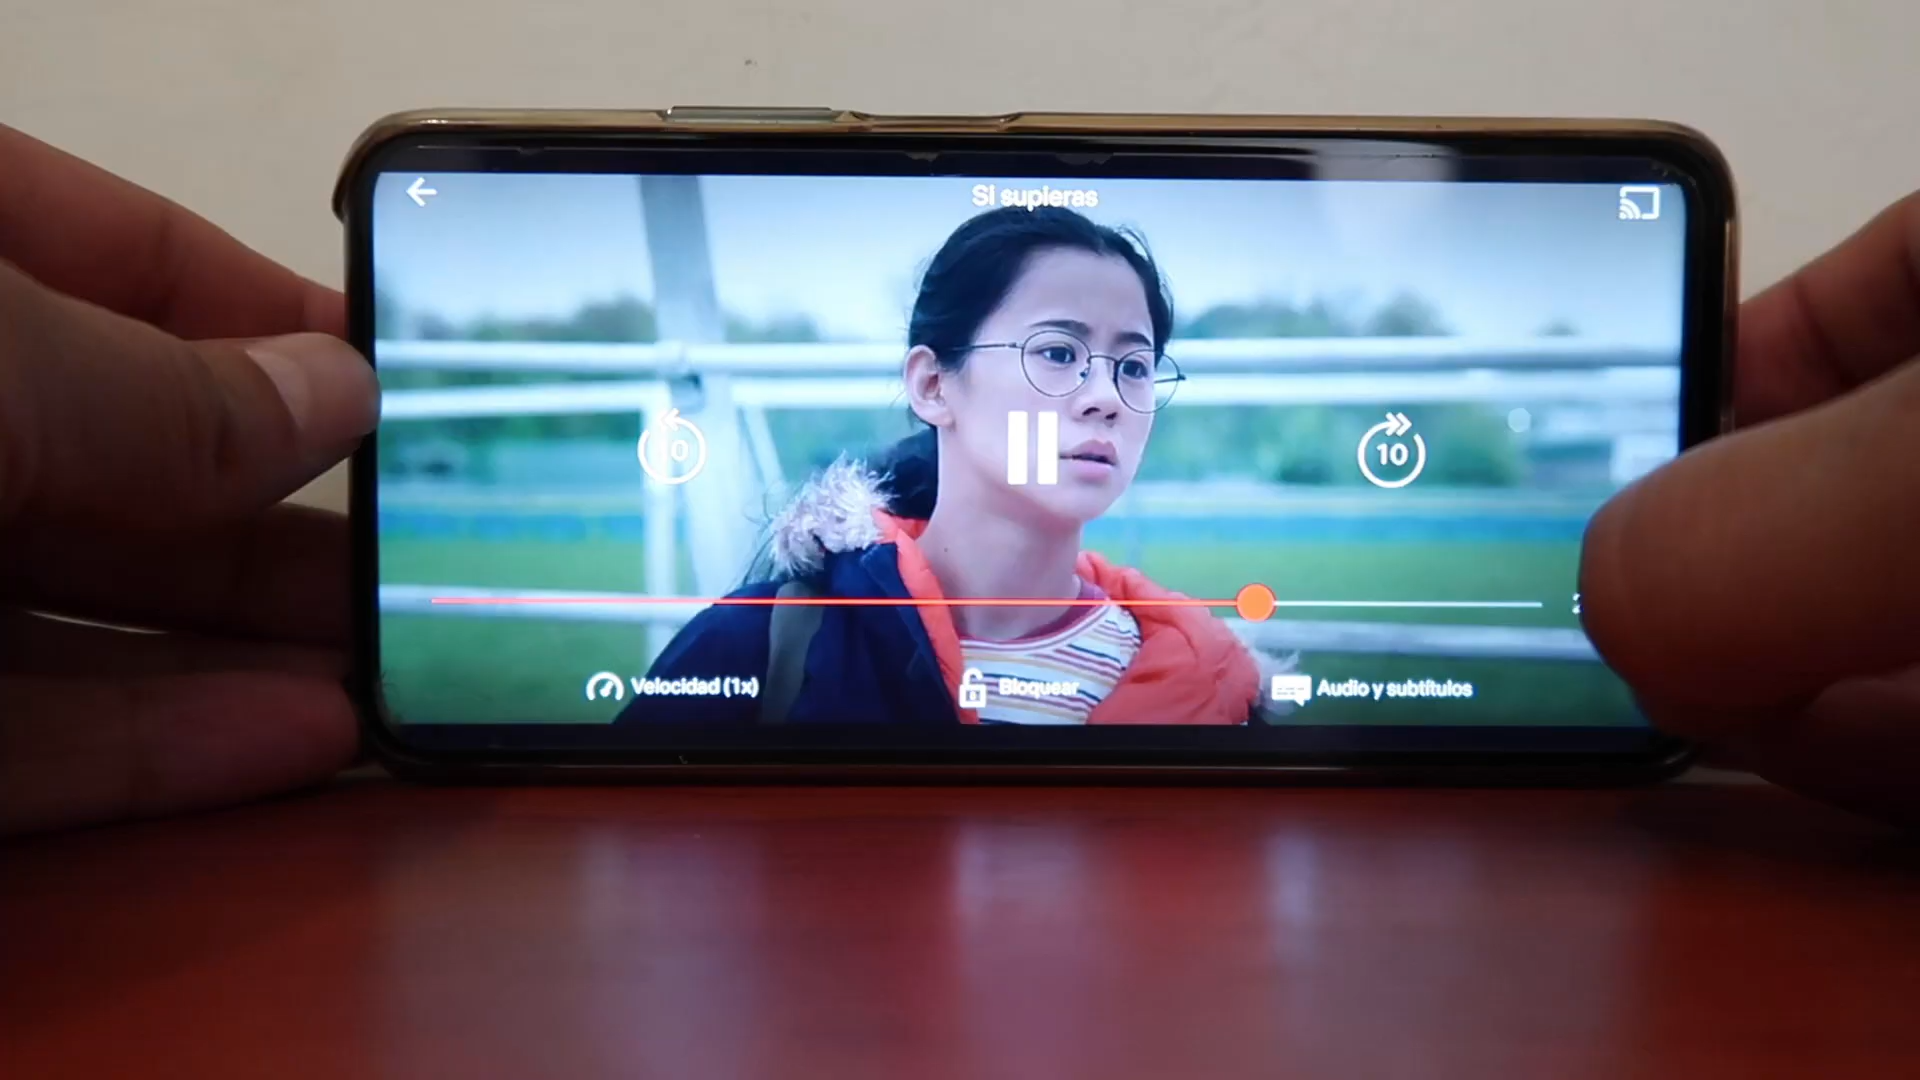 Si supieras
10
10
Velocidad (1x)
Bloquear
Audio y subtítulos